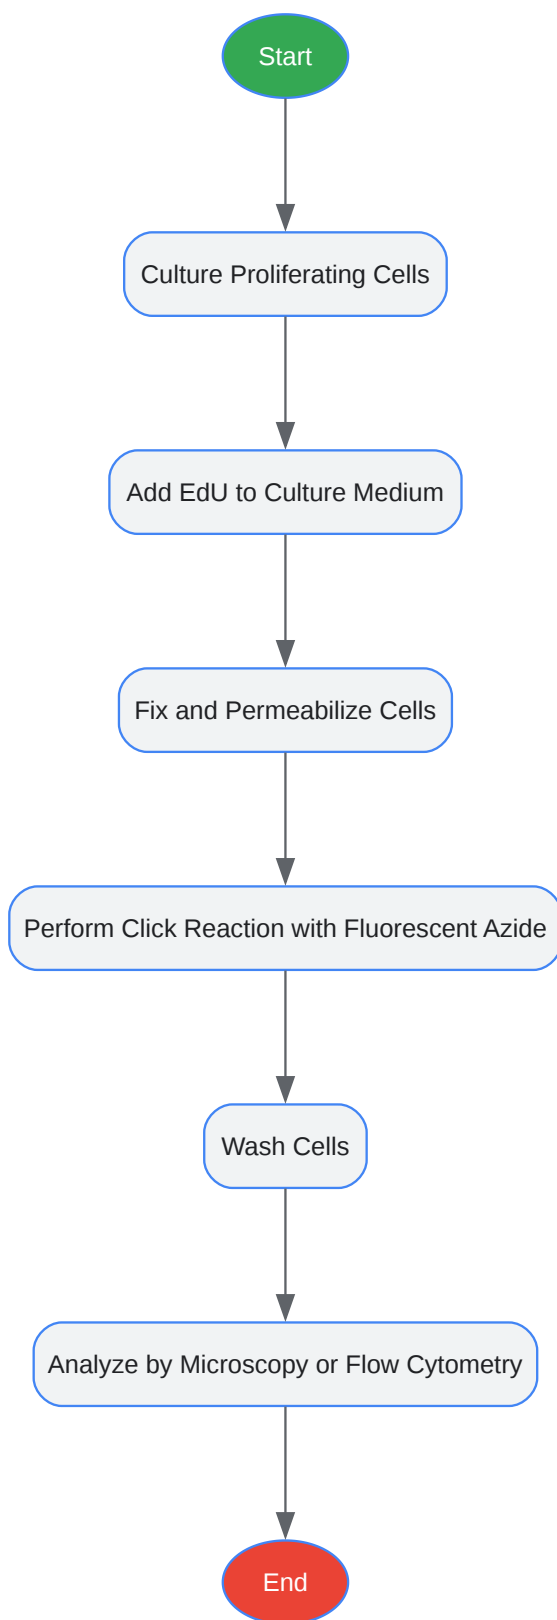 Start
Culture Proliferating Cells
Add EdU to Culture Medium
Fix and Permeabilize Cells
Perform Click Reaction with Fluorescent Azide
Wash Cells
Analyze by Microscopy or Flow Cytometry
End